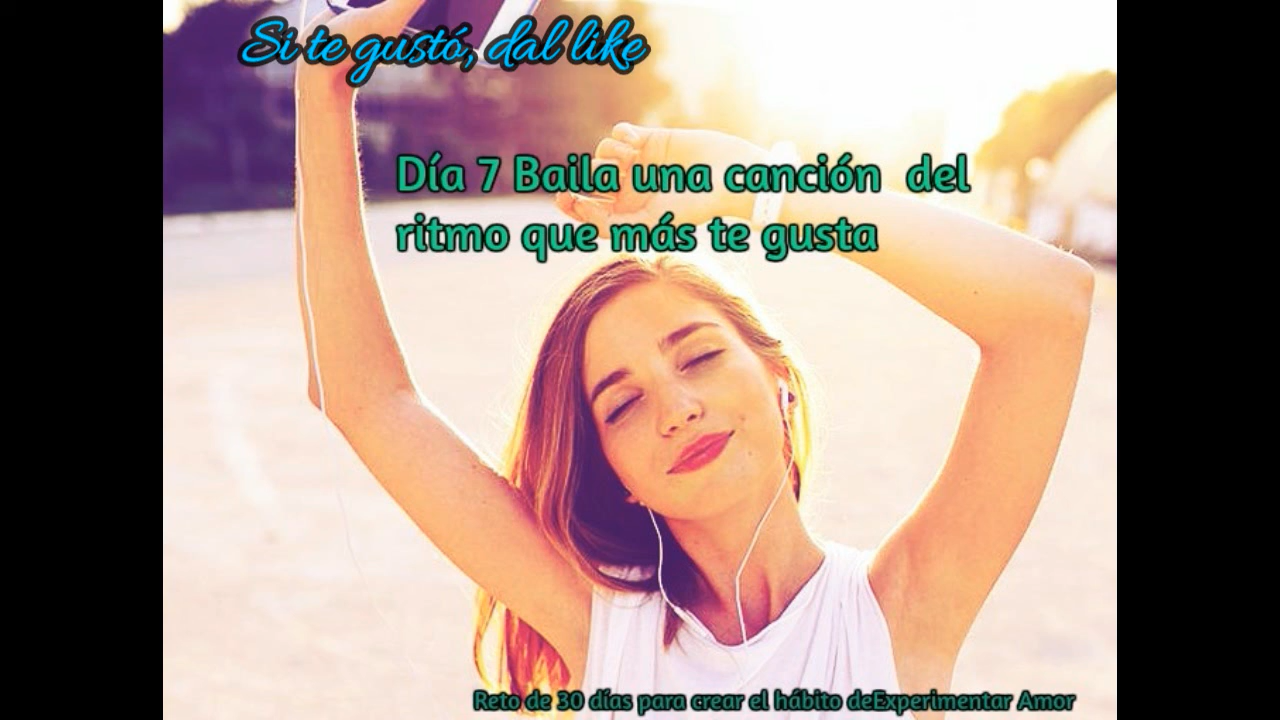 Si te gustó, dal like
Día 7 Baila una canción del
ritmo que más te gusta
Reto de 30 días para crear el hábito deExperimentar Amor